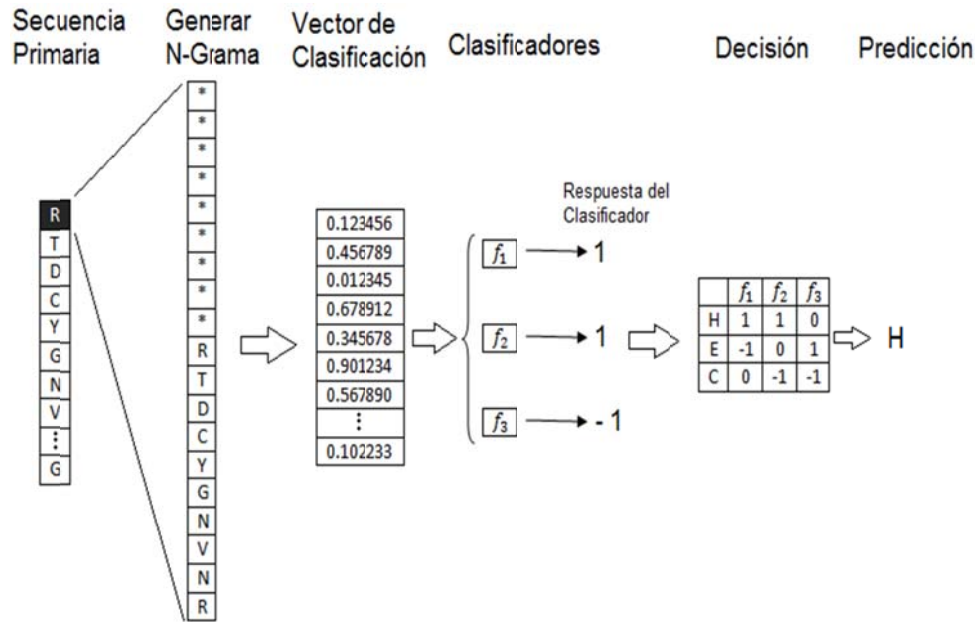 Secuencia
Primaria
Generar
N-Grama
Vector de
Clasificación
Clasificadores
Decisión
Predicción
R
T
D
C
Y
G
N
V
⋮
G
*
*
*
*
*
*
*
*
*
R
T
D
C
Y
G
N
V
N
R
0.123456
0.456789
0.012345
0.678912
0.345678
0.901234
0.567890
⋮
0.102233
Respuesta del
Clasificador
f1 1
f2 1
f3 - 1
f1 f2 f3
H 1 1 0
E -1 0 1
C 0 -1 -1
H